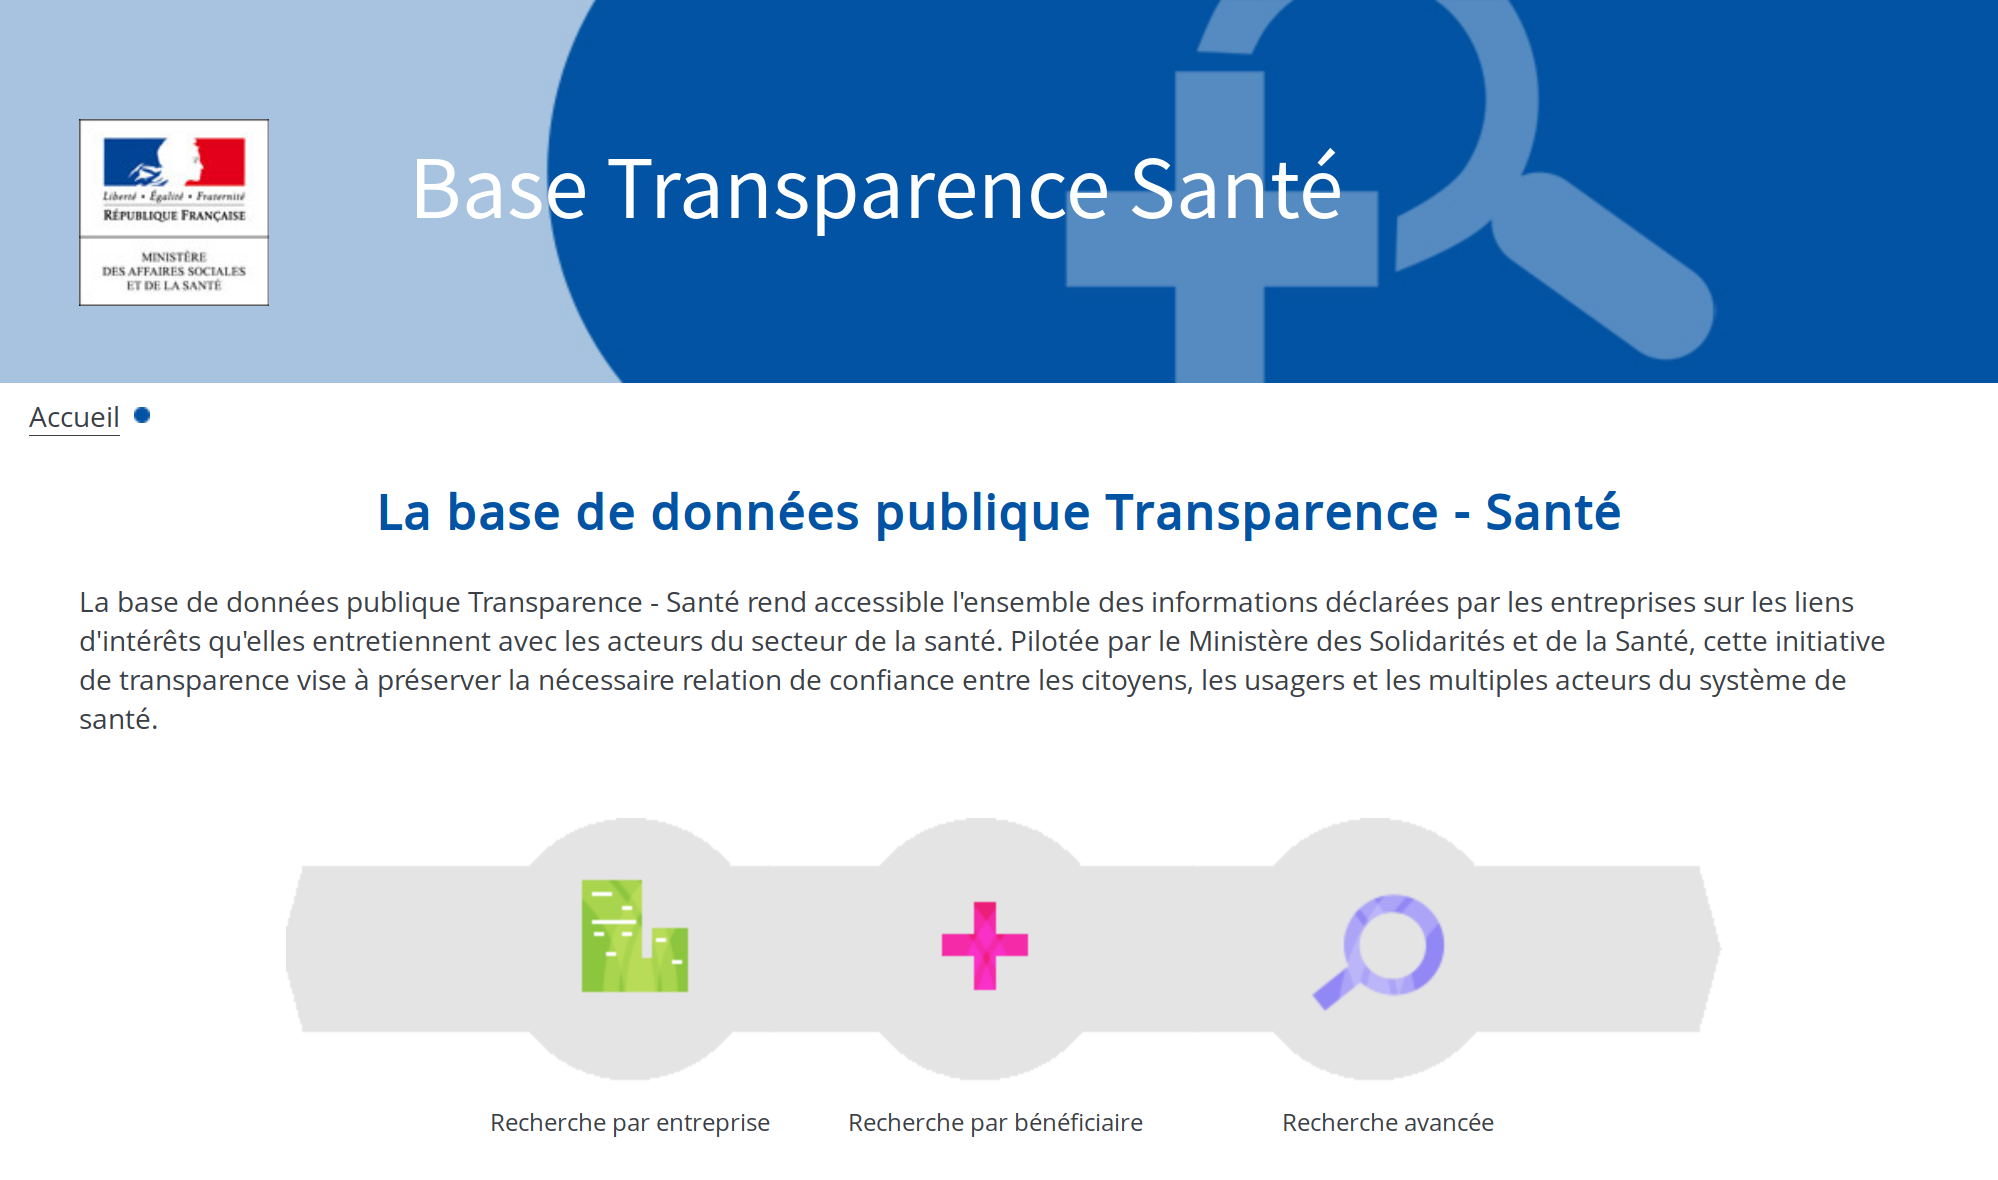 Liberté • Égalité • Fraternité
RÉPUBLIQUE FRANÇAISE
MINISTÈRE
DES AFFAIRES SOCIALES
ET DE LA SANTÉ
Base Transparence Santé
Accueil
La base de données publique Transparence - Santé
La base de données publique Transparence - Santé rend accessible l'ensemble des informations déclarées par les entreprises sur les liens
d'intérêts qu'elles entretiennent avec les acteurs du secteur de la santé. Pilotée par le Ministère des Solidarités et de la Santé, cette initiative
de transparence vise à préserver la nécessaire relation de confiance entre les citoyens, les usagers et les multiples acteurs du système de
santé.
Recherche par entreprise
Recherche par bénéficiaire
Recherche avancée